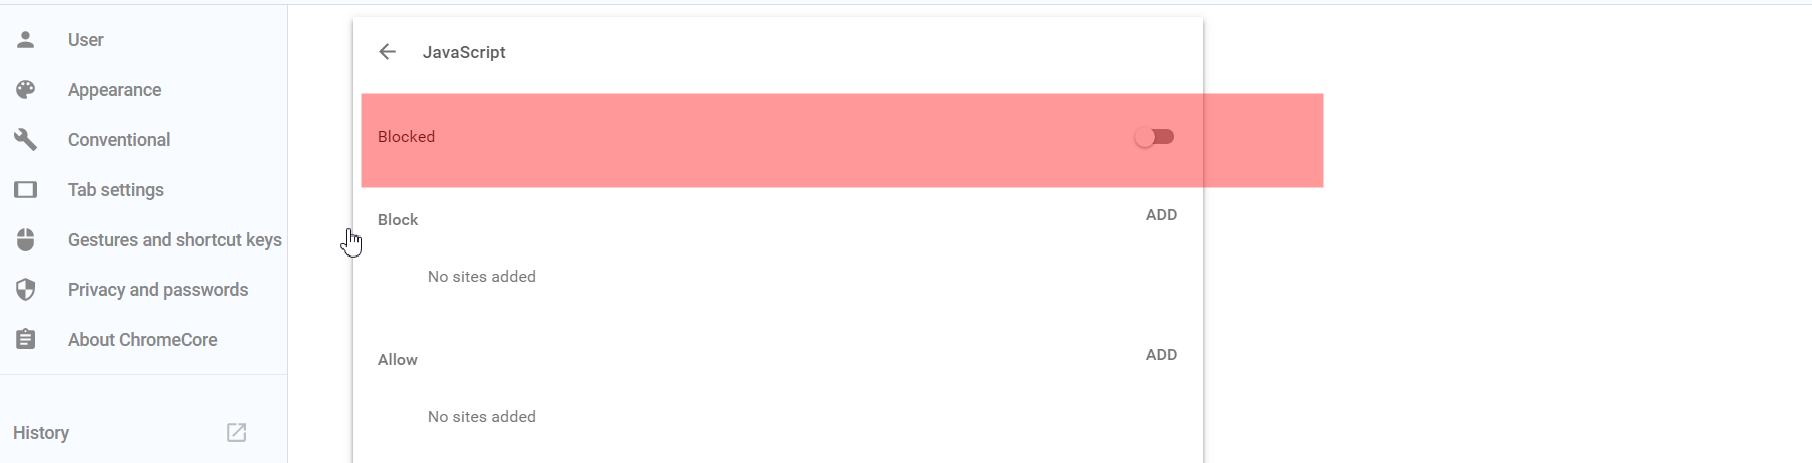 User
Appearance
Conventional
Tab settings
Gestures and shortcut keys
Privacy and passwords
About ChromeCore
History
JavaScript
Blocked
Block
ADD
No sites added
Allow
ADD
No sites added